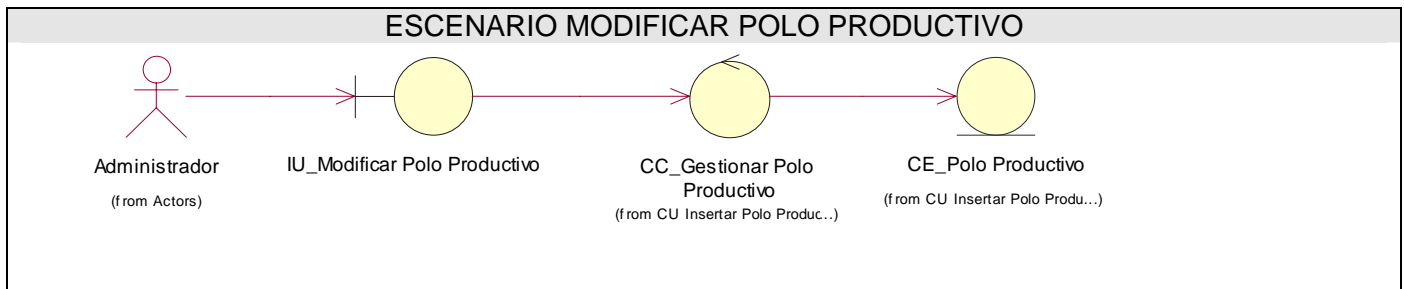 ESCENARIO MODIFICAR POLO PRODUCTIVO
Administrador
(from Actors)
IU_Modificar Polo Productivo
CC_Gestionar Polo
Productivo
(from CU Insertar Polo Produc...)
CE_Polo Productivo
(from CU Insertar Polo Produ...)